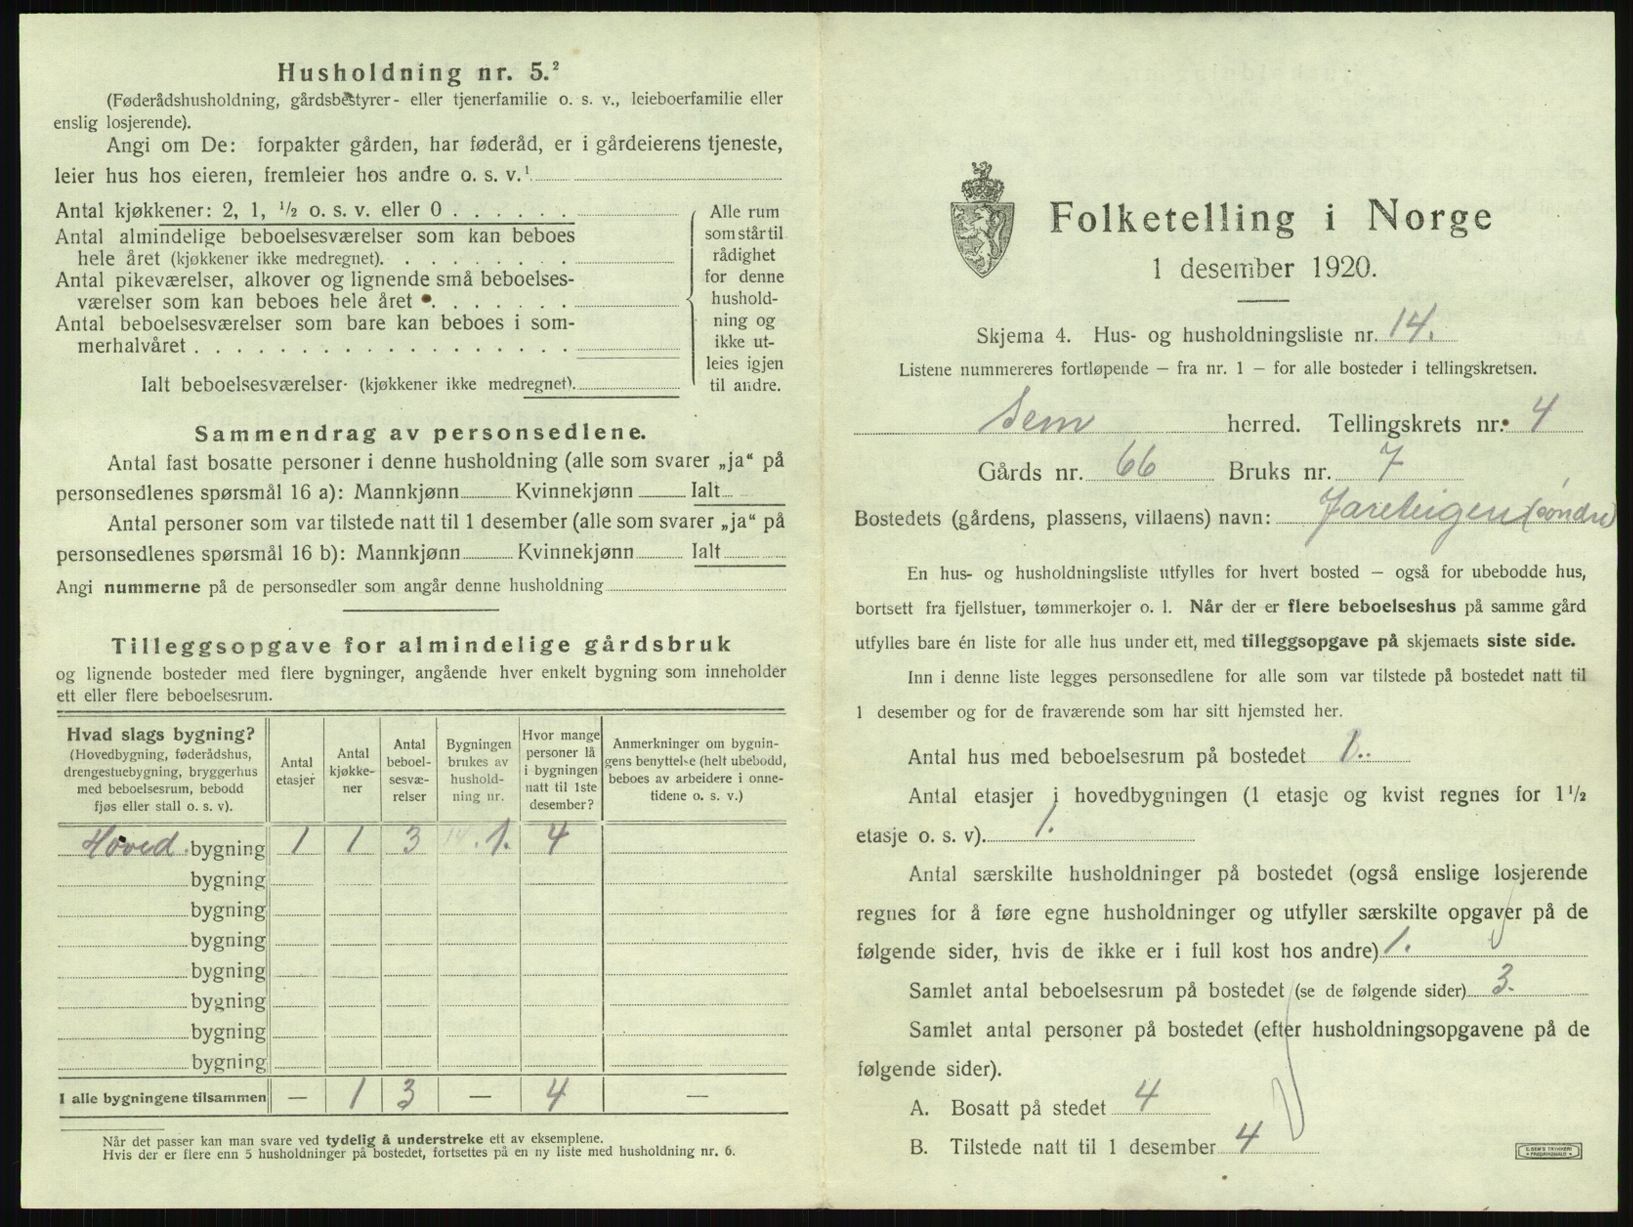 Husholdning nr. 5.²
(Føderådshusholdning, gårdsbestyrer- eller tjenerfamilie o. s. v., leieboerfamilie eller
enslig losjerende).
Angi om De: forpakter gården, har føderåd, er i gårdeierens tjeneste,
leier hus hos eieren, fremleier hos andre o. s. v.¹
Antal kjøkkener: 2, 1, ¹/₂ o. s. v. eller 0 . . . . . .
Antal almindelige beboelsesværelser som kan beboes
hele året (kjøkkener ikke medregnet). . . . . . . . .
Antal pikeværelser, alkover og lignende små beboelses-
værelser som kan beboes hele året . . . . . . .
Antal beboelsesværelser som bare kan beboes i som-
merhalvåret . . . . . . . . . . . . . . . . . .
Ialt beboelsesværelser (kjøkkener ikke medregnet).
Alle rum
som står til
rådighet
for denne
hushold-
ning og
ikke ut-
leies igjen
til andre.
Sammendrag av personsedlene.
Antal fast bosatte personer i denne husholdning (alle som svarer „ja“ på
personsedlenes spørsmål 16 a): Mannkjønn Kvinnekjønn Ialt
Antal personer som var tilstede natt til 1 desember (alle som svarer „ja“ på
personsedlenes spørsmål 16 b): Mannkjønn Kvinnekjønn Ialt
Angi nummerne på de personsedler som angår denne husholdning
Tilleggsopgave for almindelige gårdsbruk
og lignende bosteder med flere bygninger, angående hver enkelt bygning som inneholder
ett eller flere beboelsesrum.
Hvad slags bygning?
(Hovedbygning, føderådshus,
drengestuebygning, bryggerhus
med beboelsesrum, bebodd
fjøs eller stall o. s. v).
Antal
etasjer
Antal
kjøkke-
ner
Antal
beboel-
sesvæ-
relser
Bygningen
brukes av
hushold-
ning nr.
Hvor mange
personer lå
i bygningen
natt til 1ste
desember?
Anmerkninger om bygnin-
gens benyttelse (helt ubebodd,
beboes av arbeidere i onne-
tidene o. s. v.)
Hoved. bygning 1 1 3 14. 1. 4
bygning
bygning
bygning
bygning
bygning
bygning
bygning
I alle bygningene tilsammen — 1 3 — 4 —
Når det passer kan man svare ved tydelig å understreke ett av eksemplene.
Hvis der er flere enn 5 husholdninger på bostedet, fortsettes på en ny liste med husholdning nr. 6.
Folketelling i Norge
1 desember 1920.
Skjema 4. Hus- og husholdningsliste nr. 14.
Listene nummereres fortløpende — fra nr. 1 — for alle bosteder i tellingskretsen.
Sem herred. Tellingskrets nr. 4
Gårds nr. 66 Bruks nr. 7
Bostedets (gårdens, plassens, villaens) navn: Jareteigen (søndre)
En hus- og husholdningsliste utfylles for hvert bosted — også for ubebodde hus,
bortsett fra fjellstuer, tømmerkojer o. l. Når der er flere beboelseshus på samme gård
utfylles bare én liste for alle hus under ett, med tilleggsopgave på skjemaets siste side.
Inn i denne liste legges personsedlene for alle som var tilstede på bostedet natt til
1 desember og for de fraværende som har sitt hjemsted her.
Antal hus med beboelsesrum på bostedet 1.
Antal etasjer i hovedbygningen (1 etasje og kvist regnes for 1¹/₂
etasje o. s. v). 1.
Antal særskilte husholdninger på bostedet (også enslige losjerende
regnes for å føre egne husholdninger og utfyller særskilte opgaver på de
følgende sider, hvis de ikke er i full kost hos andre) 1.
Samlet antal beboelsesrum på bostedet (se de følgende sider) 3.
Samlet antal personer på bostedet (efter husholdningsopgavene på de
følgende sider).
A. Bosatt på stedet 4
B. Tilstede natt til 1 desember 4